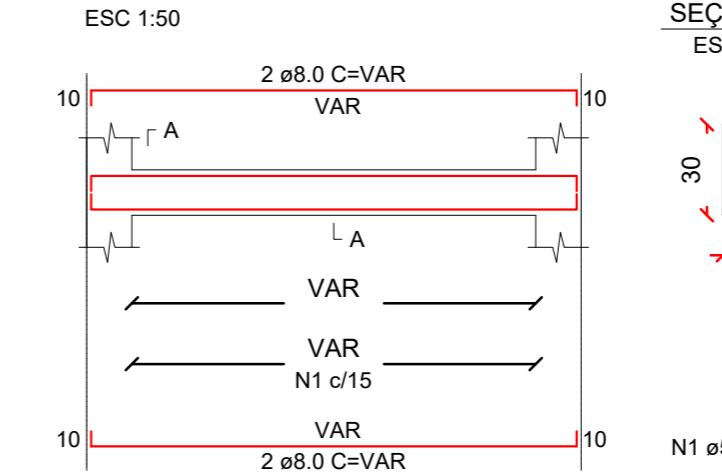 ESC 1:50
SEÇ
ES
2 ø8.0 C=VAR
10
VAR
10
A
30
A
VAR
VAR
N1 c/15
VAR
10
10
2 ø8.0 C=VAR
N1 ø5